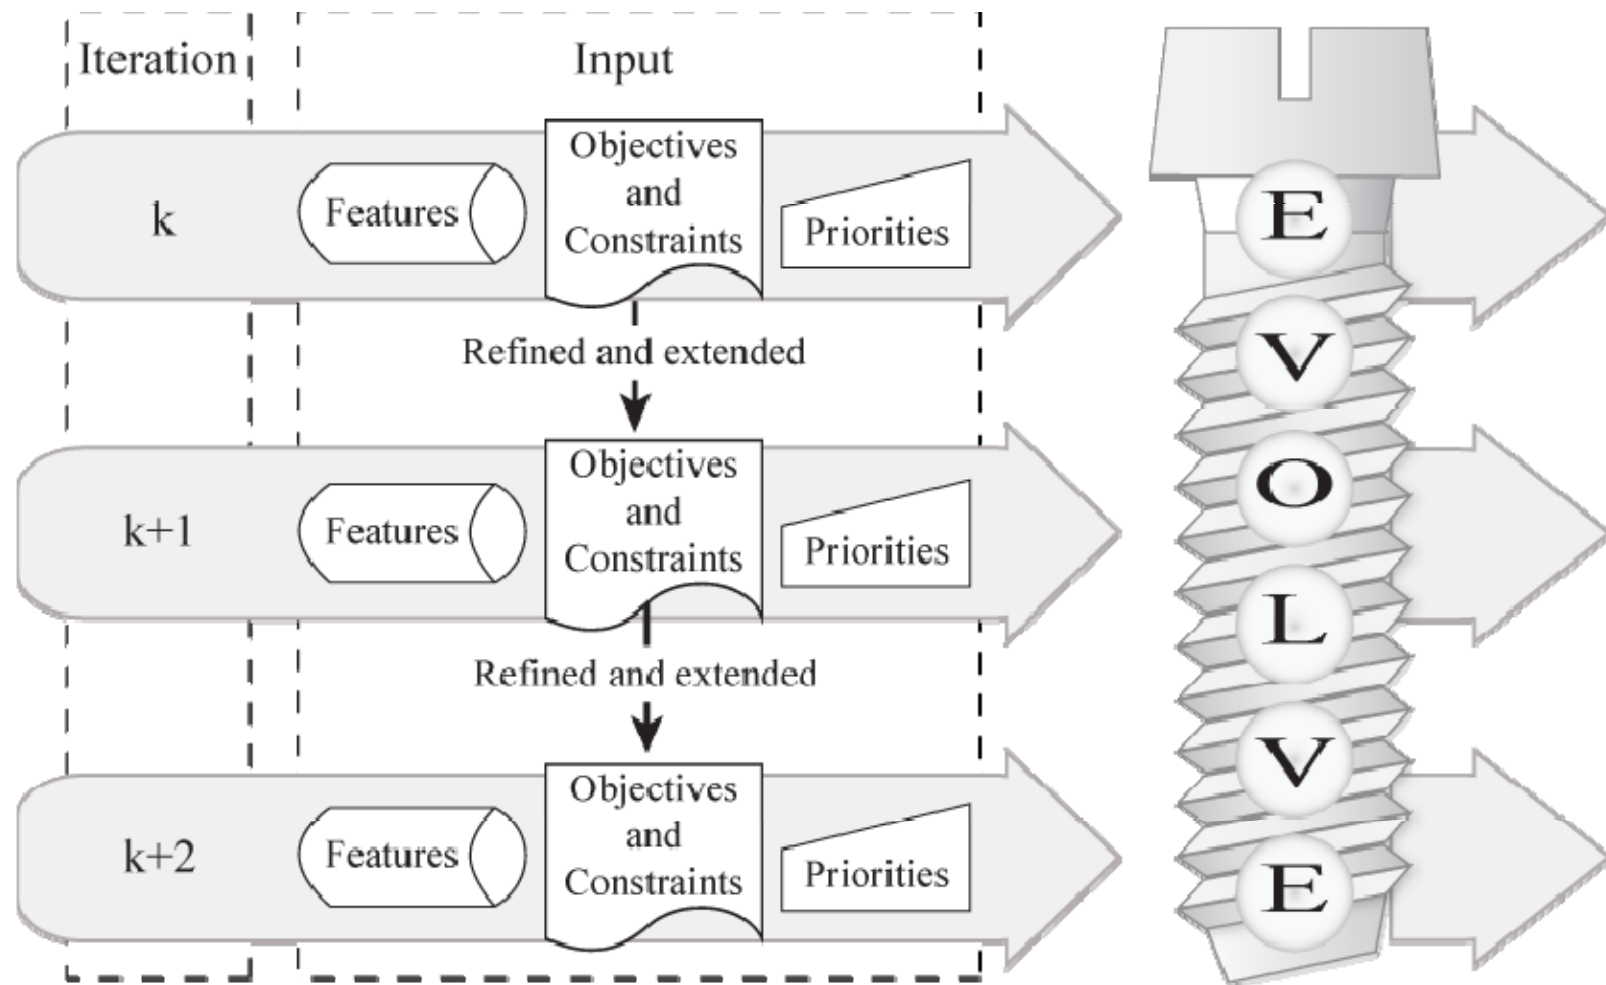 Iteration
Input
k
Features
Objectives
and
Constraints
Priorities
Refined and extended
k+1
Features
Objectives
and
Constraints
Priorities
Refined and extended
k+2
Features
Objectives
and
Constraints
Priorities
E
V
O
L
V
E